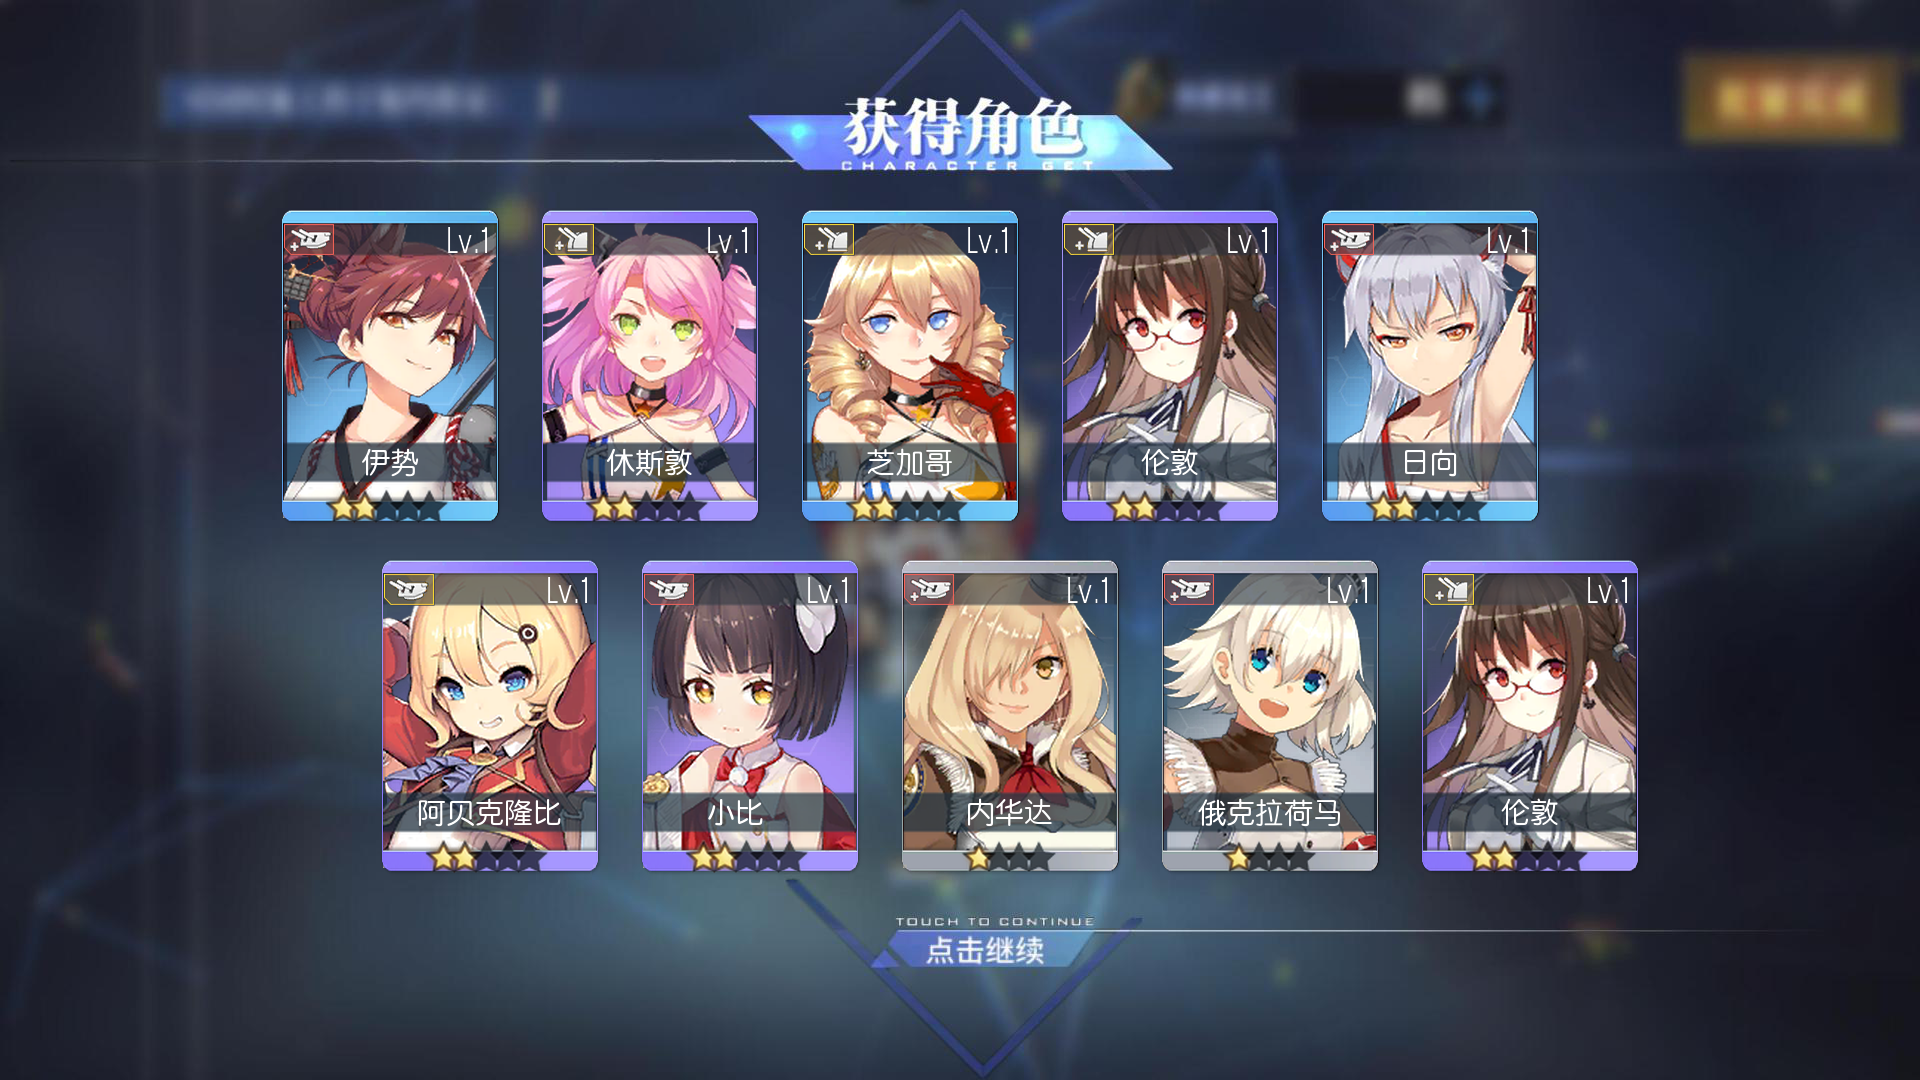 获得角色
CHARACTER GET
Lv.1
Lv.1
Lv.1
Lv.1
Lv.1
伊势
休斯敦
芝加哥
伦敦
日向
Lv.1
Lv.1
Lv.1
Lv.1
Lv.1
阿贝克隆比
小比
内华达
俄克拉荷马
伦敦
TOUCH TO CONTINUE
点击继续